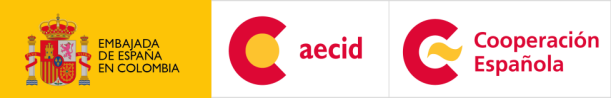 EMBAJADA
DE ESPAÑA
EN COLOMBIA
aecid
Cooperación
Española